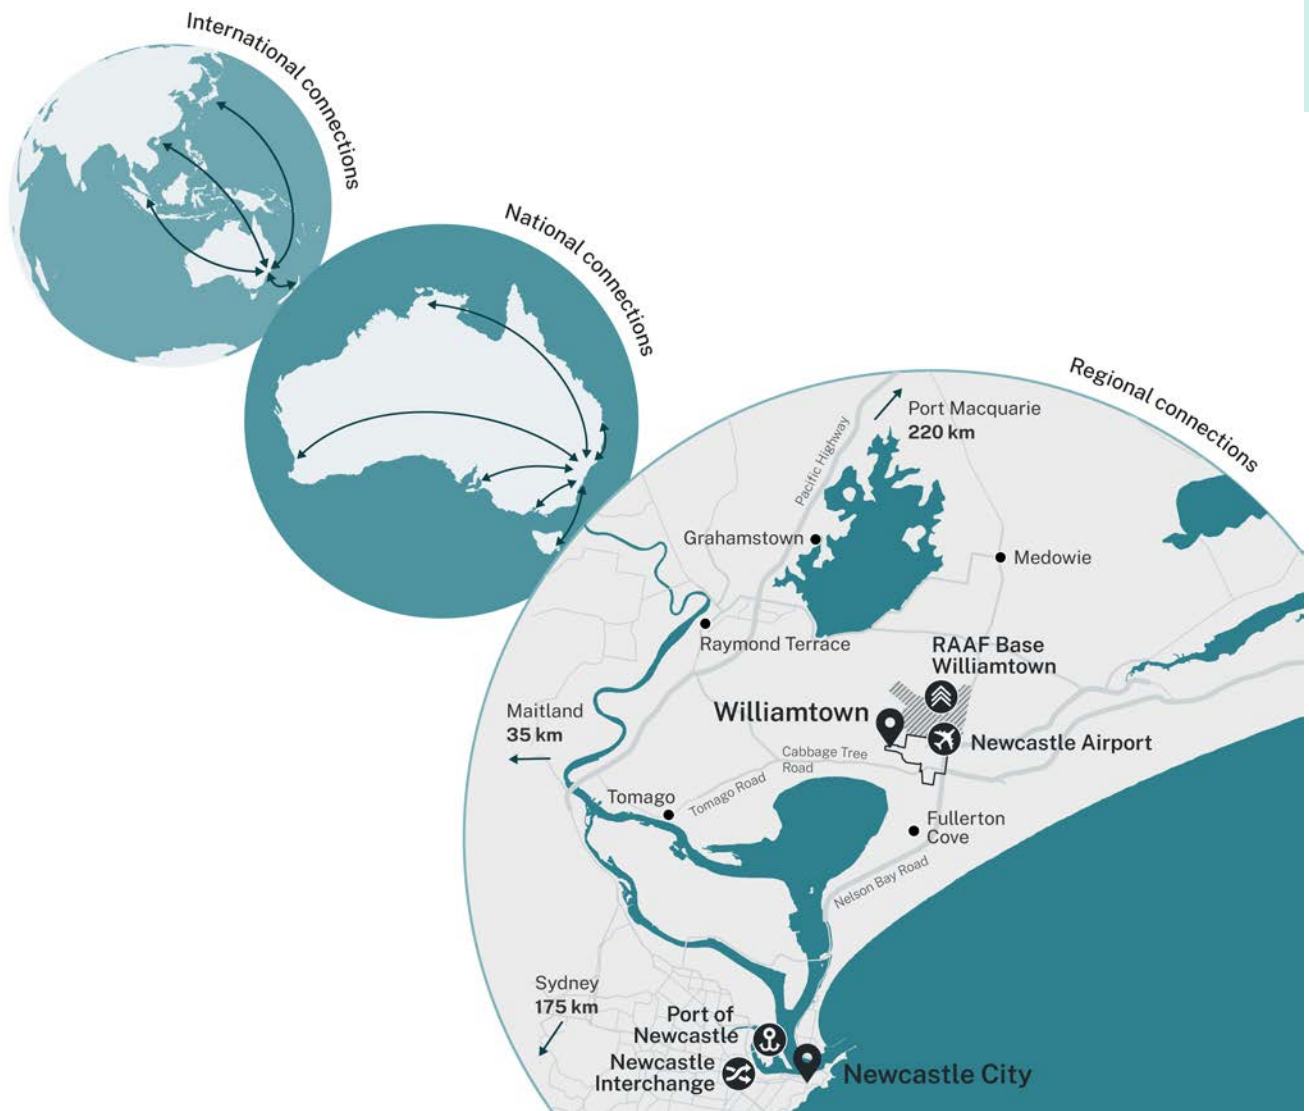 International connections
National connections
Regional connections
Port Macquarie
220 km
Pacific Highway
Grahamstown
Medowie
Raymond Terrace
RAAF Base
Williamtown
Maitland
35 km
Williamtown
Newcastle Airport
Cabbage Tree
Road
Tomago Road
Tomago
Fullerton
Cove
Nelson Bay Road
Sydney
175 km
Port of
Newcastle
Newcastle
Interchange
Newcastle City